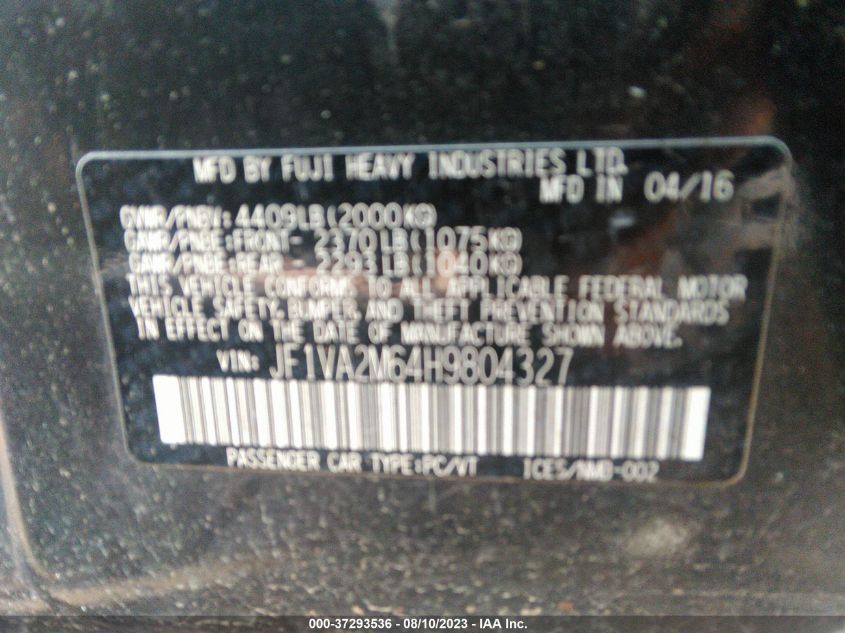 MFD BY FUJI HEAVY INDUSTRIES LTD.
MFD IN 04/16
GVWR/PNBV: 4409LB(2000KG)
GAWR/PNBE:FRONT- 2370LB(1075KG)
GAWR/PNBE:REAR - 2293LB(1040KG)
THIS VEHICLE CONFORMS TO ALL APPLICABLE FEDERAL MOTOR
VEHICLE SAFETY,BUMPER, AND THEFT PREVENTION STANDARDS
IN EFFECT ON THE DATE OF MANUFACTURE SHOWN ABOVE.
VIN: JF1VA2M64H9804327
PASSENGER CAR TYPE:PC/VT ICES/NMB-002
000-37293536 - 08/10/2023 - IAA Inc.